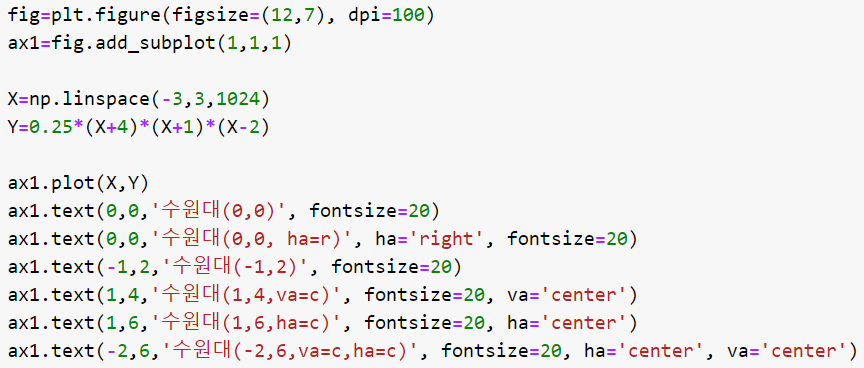 fig=plt.figure(figsize=(12,7), dpi=100)
ax1=fig.add_subplot(1,1,1)
X=np.linspace(-3,3,1024)
Y=0.25*(X+4)*(X+1)*(X-2)
ax1.plot(X,Y)
ax1.text(0,0,'수원대(0,0)', fontsize=20)
ax1.text(0,0,'수원대(0,0, ha=r)', ha='right', fontsize=20)
ax1.text(-1,2,'수원대(-1,2)', fontsize=20)
ax1.text(1,4,'수원대(1,4,va=c)', fontsize=20, va='center')
ax1.text(1,6,'수원대(1,6,ha=c)', fontsize=20, ha='center')
ax1.text(-2,6,'수원대(-2,6,va=c,ha=c)', fontsize=20, ha='center', va='center')